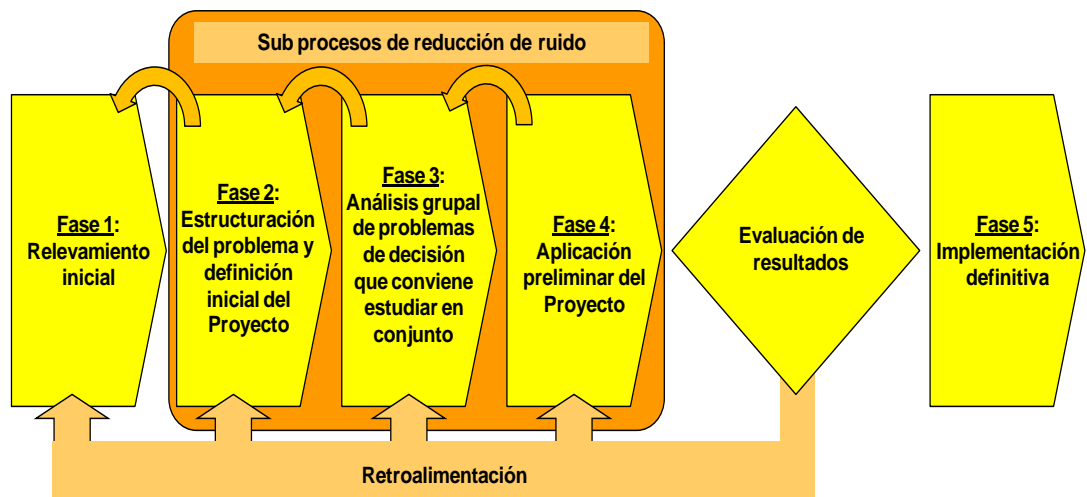 Sub procesos de reducción de ruido
Fase 1:
Relevamiento
inicial
Fase 2:
Estructuración
del problema y
definición
inicial del
Proyecto
Fase 3:
Análisis grupal
de problemas
de decisión
que conviene
estudiar en
conjunto
Fase 4:
Aplicación
preliminar del
Proyecto
Evaluación de
resultados
Fase 5:
Implementación
definitiva
Retroalimentación